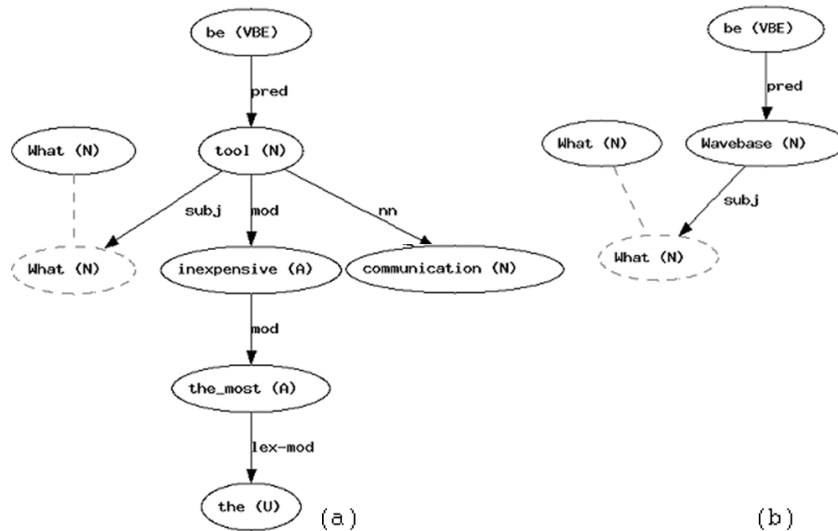 be (VBE)
be (VBE)
pred
pred
What (N)
tool (N)
What (N)
Wavebase (N)
subj
mod
nn
subj
What (N)
inexpensive (A)
communication (N)
What (N)
mod
the_most (A)
lex-mod
the (U)
(a)
(b)